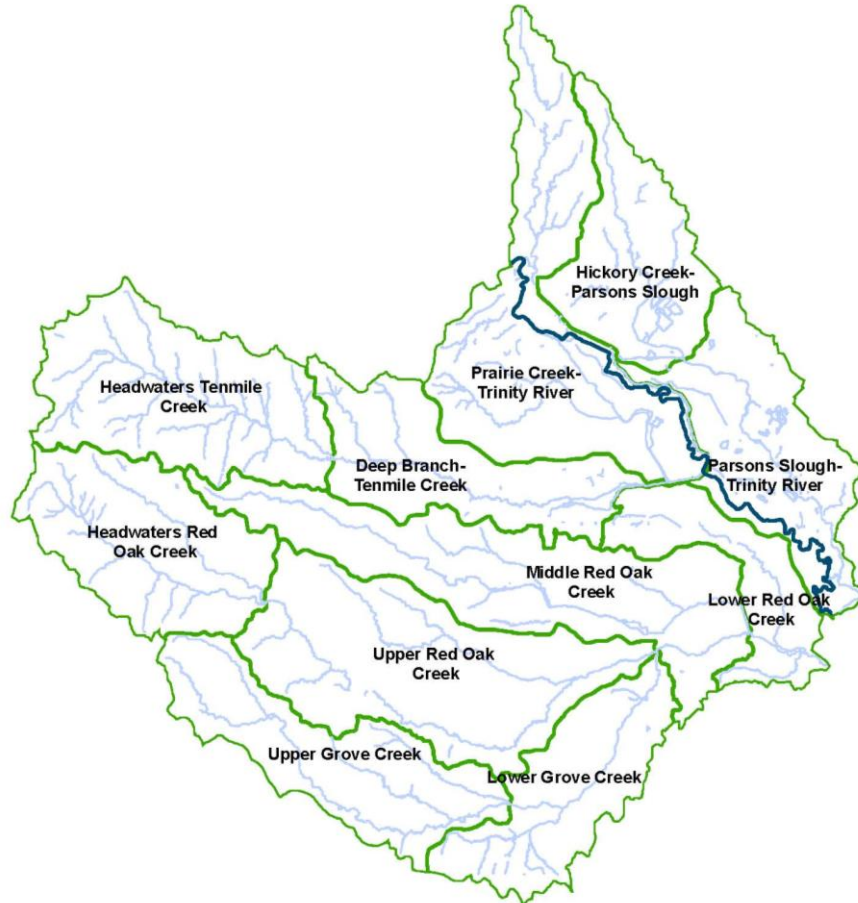 Hickory Creek-
Parsons Slough
Prairie Creek-
Trinity River
Headwaters Tenmile
Creek
Deep Branch-
Tenmile Creek
Parsons Slough-
Trinity River
Headwaters Red
Oak Creek
Middle Red Oak
Creek
Lower Red Oak
Creek
Upper Red Oak
Creek
Upper Grove Creek
Lower Grove Creek